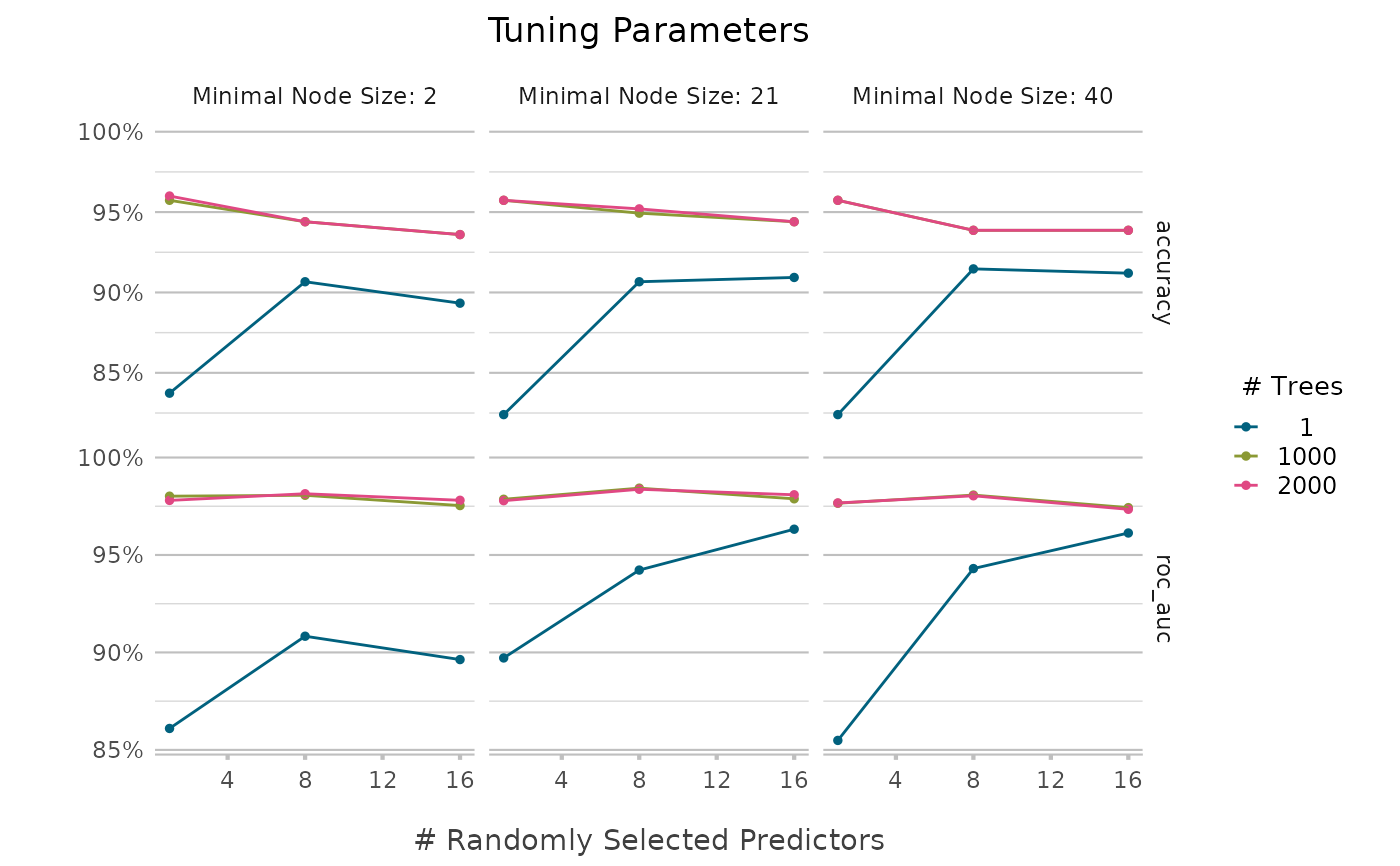 Tuning Parameters
Minimal Node Size: 2
Minimal Node Size: 21
Minimal Node Size: 40
100%
95%
90%
85%
accuracy
100%
95%
90%
85%
roc_auc
4 8 12 16
4 8 12 16
4 8 12 16
# Randomly Selected Predictors
# Trees
1
1000
2000